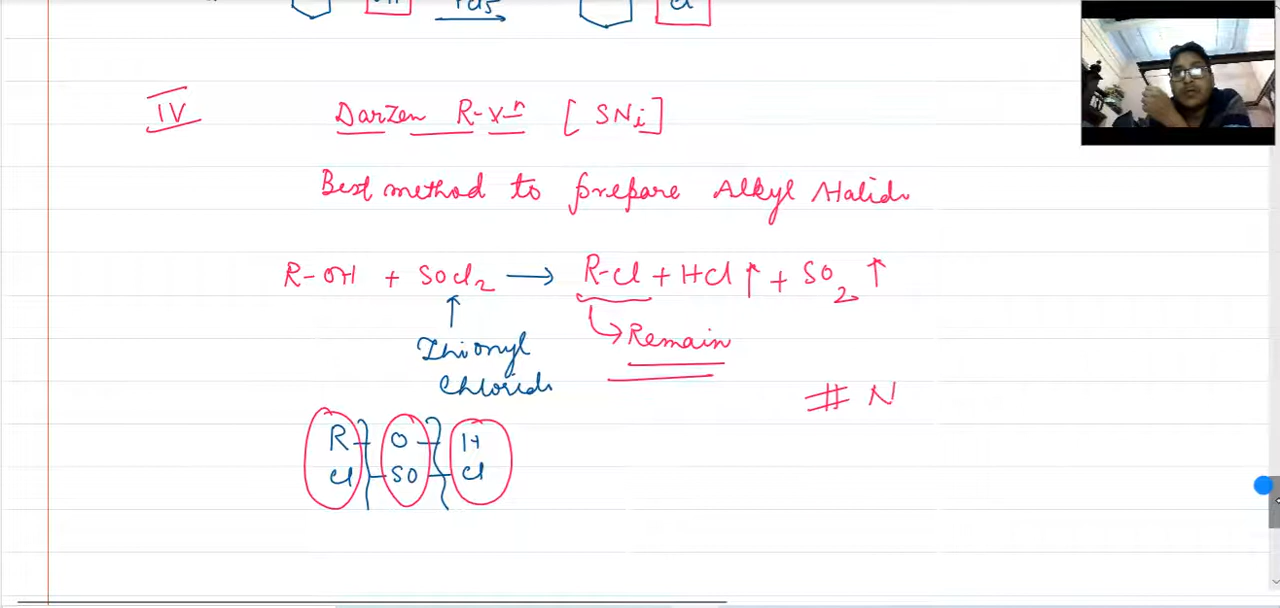 IV Darzen R-xⁿ [SNi]
Best method to prepare Alkyl Halide
R-OH + SOCl₂ → R-Cl + HCl ↑ + SO₂ ↑
Thionyl
Chloride
Remain
# N
R - O - H
Cl - SO - Cl